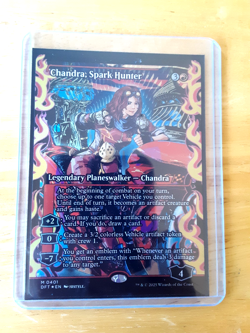 Chandra, Spark Hunter
3
Legendary Planeswalker — Chandra
At the beginning of combat on your turn,
choose up to one target Vehicle you control.
Until end of turn, it becomes an artifact creature
and gains haste.
+2 You may sacrifice an artifact or discard a
card. If you do, draw a card.
0 Create a 3/2 colorless Vehicle artifact token
with crew 1.
−7 You get an emblem with "Whenever an artifact
you control enters, this emblem deals 3 damage
to any target."
4
M 0401
DFT • EN